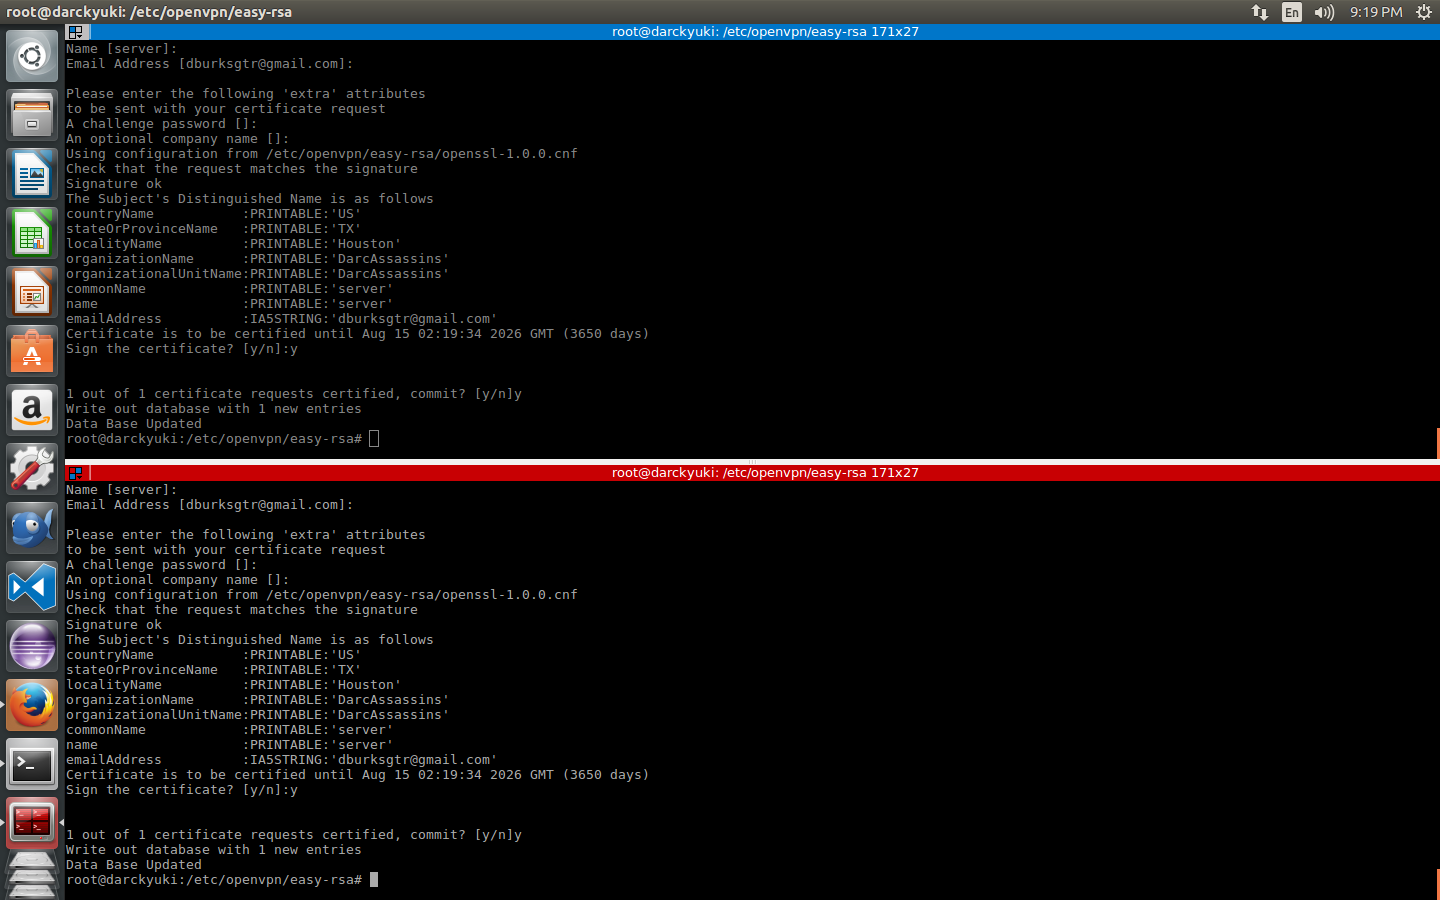 root@darckyuki: /etc/openvpn/easy-rsa
En
9:19 PM
root@darckyuki: /etc/openvpn/easy-rsa 171x27
Name [server]:
Email Address [dburksgtr@gmail.com]:
Please enter the following 'extra' attributes
to be sent with your certificate request
A challenge password []:
An optional company name []:
Using configuration from /etc/openvpn/easy-rsa/openssl-1.0.0.cnf
Check that the request matches the signature
Signature ok
The Subject's Distinguished Name is as follows
countryName           :PRINTABLE:'US'
stateOrProvinceName   :PRINTABLE:'TX'
localityName          :PRINTABLE:'Houston'
organizationName      :PRINTABLE:'DarcAssassins'
organizationalUnitName:PRINTABLE:'DarcAssassins'
commonName            :PRINTABLE:'server'
name                  :PRINTABLE:'server'
emailAddress          :IA5STRING:'dburksgtr@gmail.com'
Certificate is to be certified until Aug 15 02:19:34 2026 GMT (3650 days)
Sign the certificate? [y/n]:y
1 out of 1 certificate requests certified, commit? [y/n]y
Write out database with 1 new entries
Data Base Updated
root@darckyuki:/etc/openvpn/easy-rsa#
root@darckyuki: /etc/openvpn/easy-rsa 171x27
Name [server]:
Email Address [dburksgtr@gmail.com]:
Please enter the following 'extra' attributes
to be sent with your certificate request
A challenge password []:
An optional company name []:
Using configuration from /etc/openvpn/easy-rsa/openssl-1.0.0.cnf
Check that the request matches the signature
Signature ok
The Subject's Distinguished Name is as follows
countryName           :PRINTABLE:'US'
stateOrProvinceName   :PRINTABLE:'TX'
localityName          :PRINTABLE:'Houston'
organizationName      :PRINTABLE:'DarcAssassins'
organizationalUnitName:PRINTABLE:'DarcAssassins'
commonName            :PRINTABLE:'server'
name                  :PRINTABLE:'server'
emailAddress          :IA5STRING:'dburksgtr@gmail.com'
Certificate is to be certified until Aug 15 02:19:34 2026 GMT (3650 days)
Sign the certificate? [y/n]:y
1 out of 1 certificate requests certified, commit? [y/n]y
Write out database with 1 new entries
Data Base Updated
root@darckyuki:/etc/openvpn/easy-rsa#